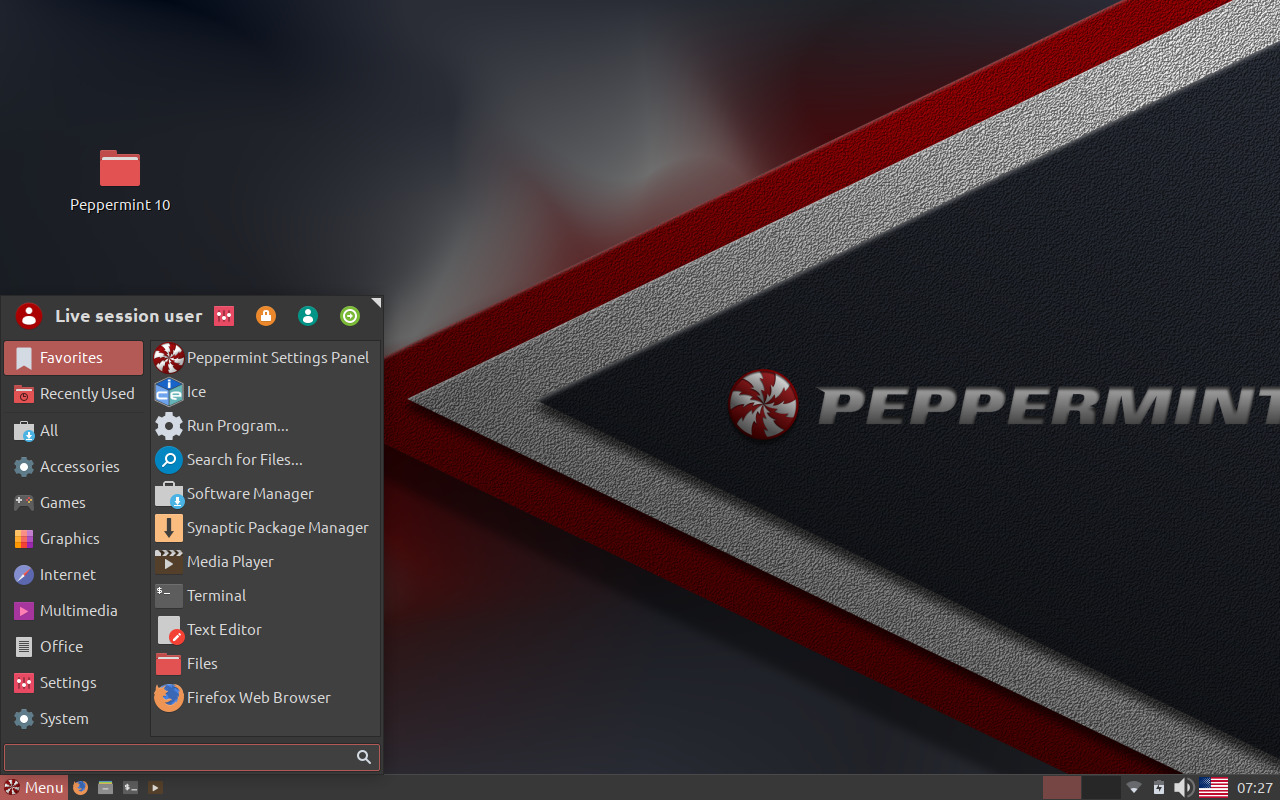 Peppermint 10
PEPPERMINT
Live session user
Favorites
Recently Used
All
Accessories
Games
Graphics
Internet
Multimedia
Office
Settings
System
Peppermint Settings Panel
Ice
Run Program...
Search for Files...
Software Manager
Synaptic Package Manager
Media Player
Terminal
Text Editor
Files
Firefox Web Browser
Menu
07:27